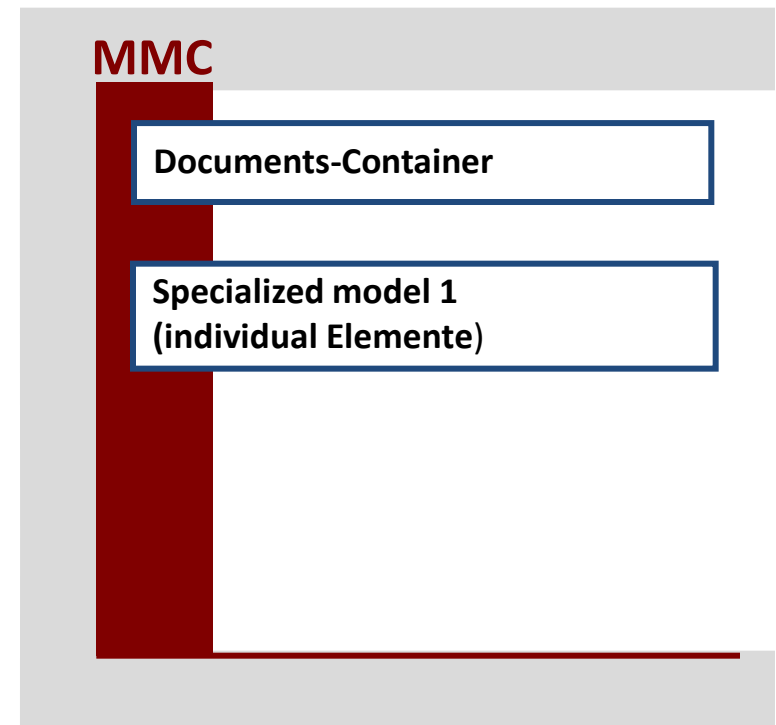 MMC
Documents-Container
Specialized model 1
(individual Elemente)